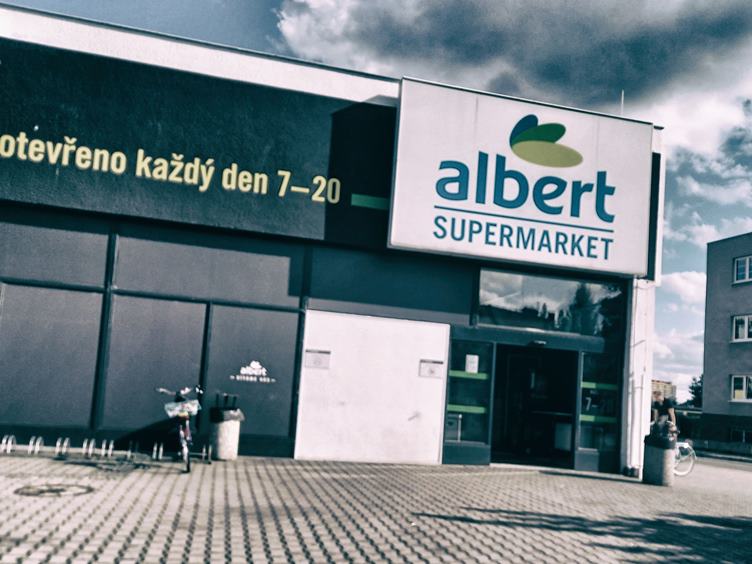 otevřeno každý den 7–20
albert
SUPERMARKET
albert